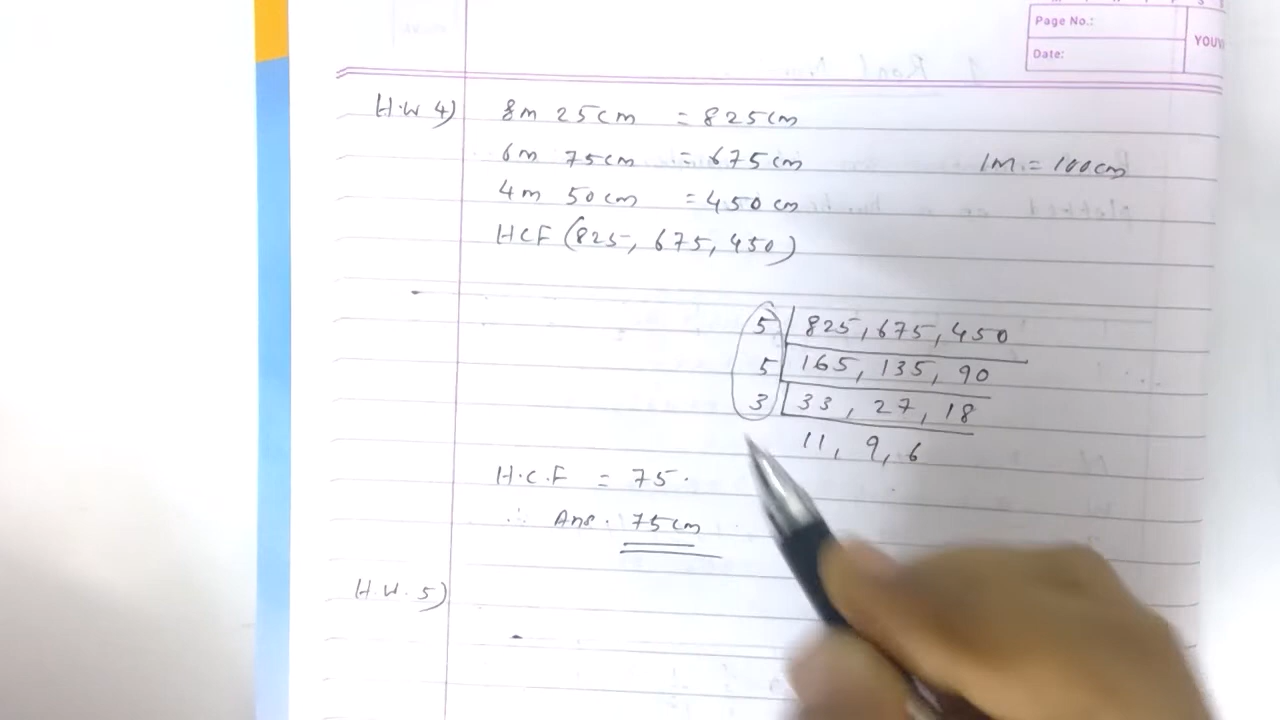 Page No.:
YOUV
Date:
H.W 4) 8m 25cm = 825cm
6m 75cm = 675cm 1M. = 100cm
4m 50cm = 450cm
HCF (825, 675, 450)
5 825, 675, 450
5 165, 135, 90
3 33, 27, 18
11, 9, 6
H.C.F = 75.
∴ Ans. 75cm
H.W. 5)